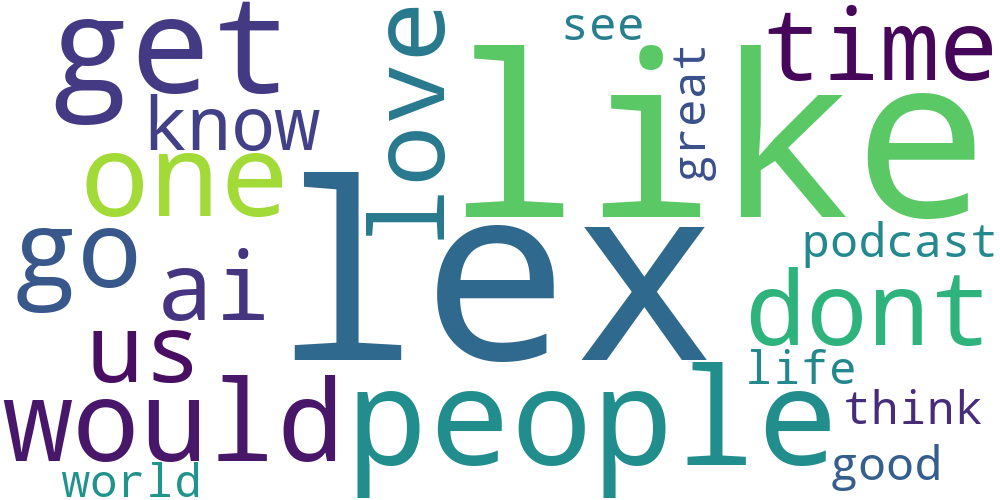 get
love
see
like
time
know
great
one
lex
go
podcast
ai
dont
us
life
would
people
think
good
world